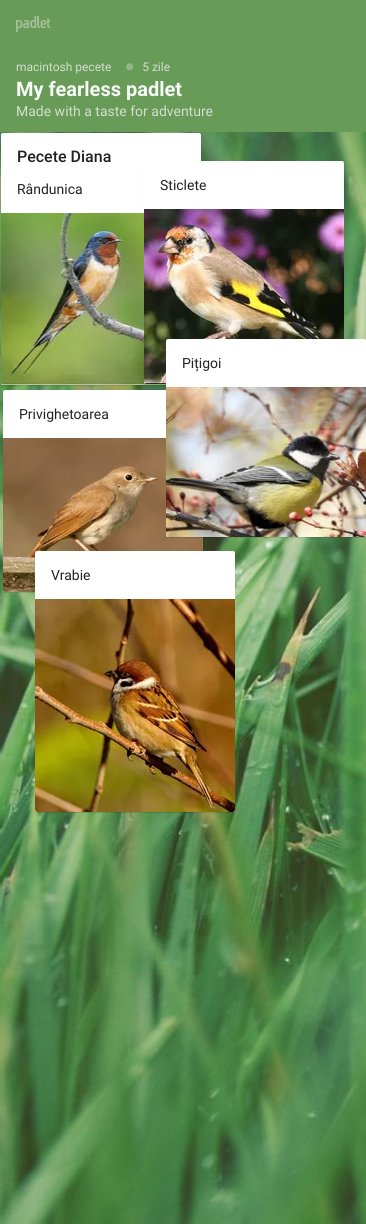 padlet
macintosh pecete 5 zile
My fearless padlet
Made with a taste for adventure
Pecete Diana
Rândunica
Sticlete
Pițigoi
Privighetoarea
Vrabie